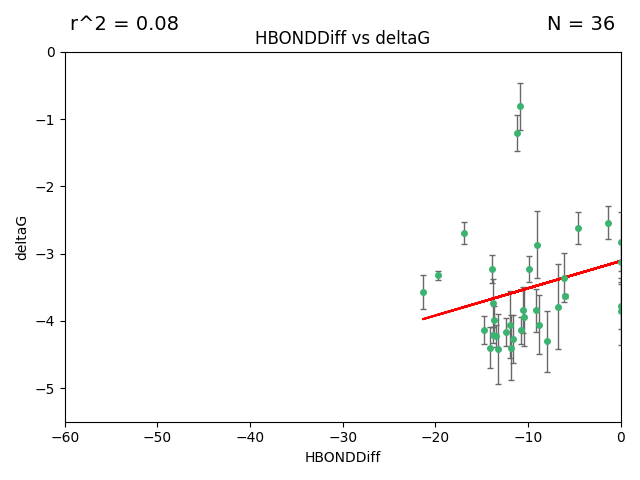 r^2 = 0.08
N = 36
HBONDDiff vs deltaG
0
−1
−2
−3
−4
−5
deltaG
−60
−50
−40
−30
−20
−10
0
HBONDDiff